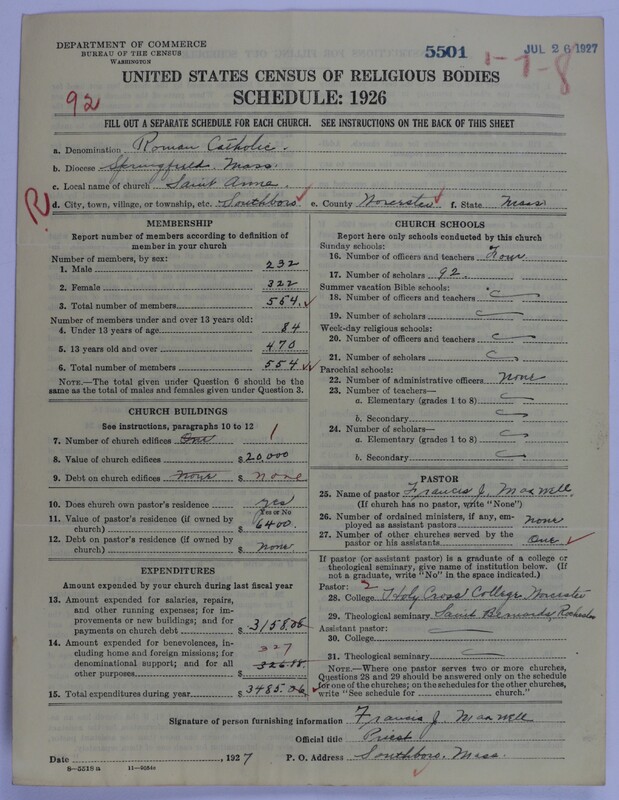 DEPARTMENT OF COMMERCE
BUREAU OF THE CENSUS
WASHINGTON
5501
1-7-8
JUL 26 1927
UNITED STATES CENSUS OF RELIGIOUS BODIES
SCHEDULE: 1926
92
FILL OUT A SEPARATE SCHEDULE FOR EACH CHURCH. SEE INSTRUCTIONS ON THE BACK OF THIS SHEET
a. Denomination Roman Catholic.
b. Diocese Springfield. Mass.
c. Local name of church Saint Anne.
R
d. City, town, village, or township, etc. Southboro ✓ e. County Worcester ✓ f. State Mass
MEMBERSHIP
Report number of members according to definition of
member in your church
Number of members, by sex:
1. Male 232
2. Female 322
3. Total number of members 554. ✓
Number of members under and over 13 years old:
4. Under 13 years of age 84
5. 13 years old and over 470
6. Total number of members 554 ✓✓
NOTE.—The total given under Question 6 should be
same as the total of males and females given under Question 3.
CHURCH BUILDINGS
See instructions, paragraphs 10 to 12
7. Number of church edifices One 1
8. Value of church edifices $ 20,000
9. Debt on church edifices None $ none
10. Does church own pastor's residence yes
Yes or No
11. Value of pastor's residence (if owned by
church) $ 6400.
12. Debt on pastor's residence (if owned by
church) $ none
EXPENDITURES
Amount expended by your church during last fiscal year
13. Amount expended for salaries, repairs,
and other running expenses; for im-
provements or new buildings; and for
payments on church debt $ 3158.06
14. Amount expended for benevolences, in-
cluding home and foreign missions; for
denominational support; and for all
other purposes $
327
15. Total expenditures during year $ 3485.06 ✓
CHURCH SCHOOLS
Report here only schools conducted by this church
Sunday schools:
16. Number of officers and teachers Four
17. Number of scholars 92.
Summer vacation Bible schools:
18. Number of officers and teachers
19. Number of scholars
Week-day religious schools:
20. Number of officers and teachers
21. Number of scholars
Parochial schools:
22. Number of administrative officers none
23. Number of teachers—
a. Elementary (grades 1 to 8)
b. Secondary
24. Number of scholars—
a. Elementary (grades 1 to 8)
b. Secondary
PASTOR
25. Name of pastor Francis J. Maxwell.
(If church has no pastor, write "None")
26. Number of ordained ministers, if any, em-
ployed as assistant pastors none
27. Number of other churches served by the
pastor or his assistants One ✓
If pastor (or assistant pastor) is a graduate of a college or
theological seminary, give name of institution below. (If
not a graduate, write "No" in the space indicated.)
Pastor: 2
28. College Holy Cross College, Worcester
29. Theological seminary Saint Bernards, Rochester
Assistant pastor:
30. College
31. Theological seminary
NOTE.—Where one pastor serves two or more churches,
Questions 28 and 29 should be answered only on the schedule
for one of the churches; on the schedules for the other churches,
write "See schedule for ........ church."
Signature of person furnishing information Francis J. Maxwell
Official title Priest
Date , 1927 P. O. Address Southboro. Mass.
8-5519a 11-5084a